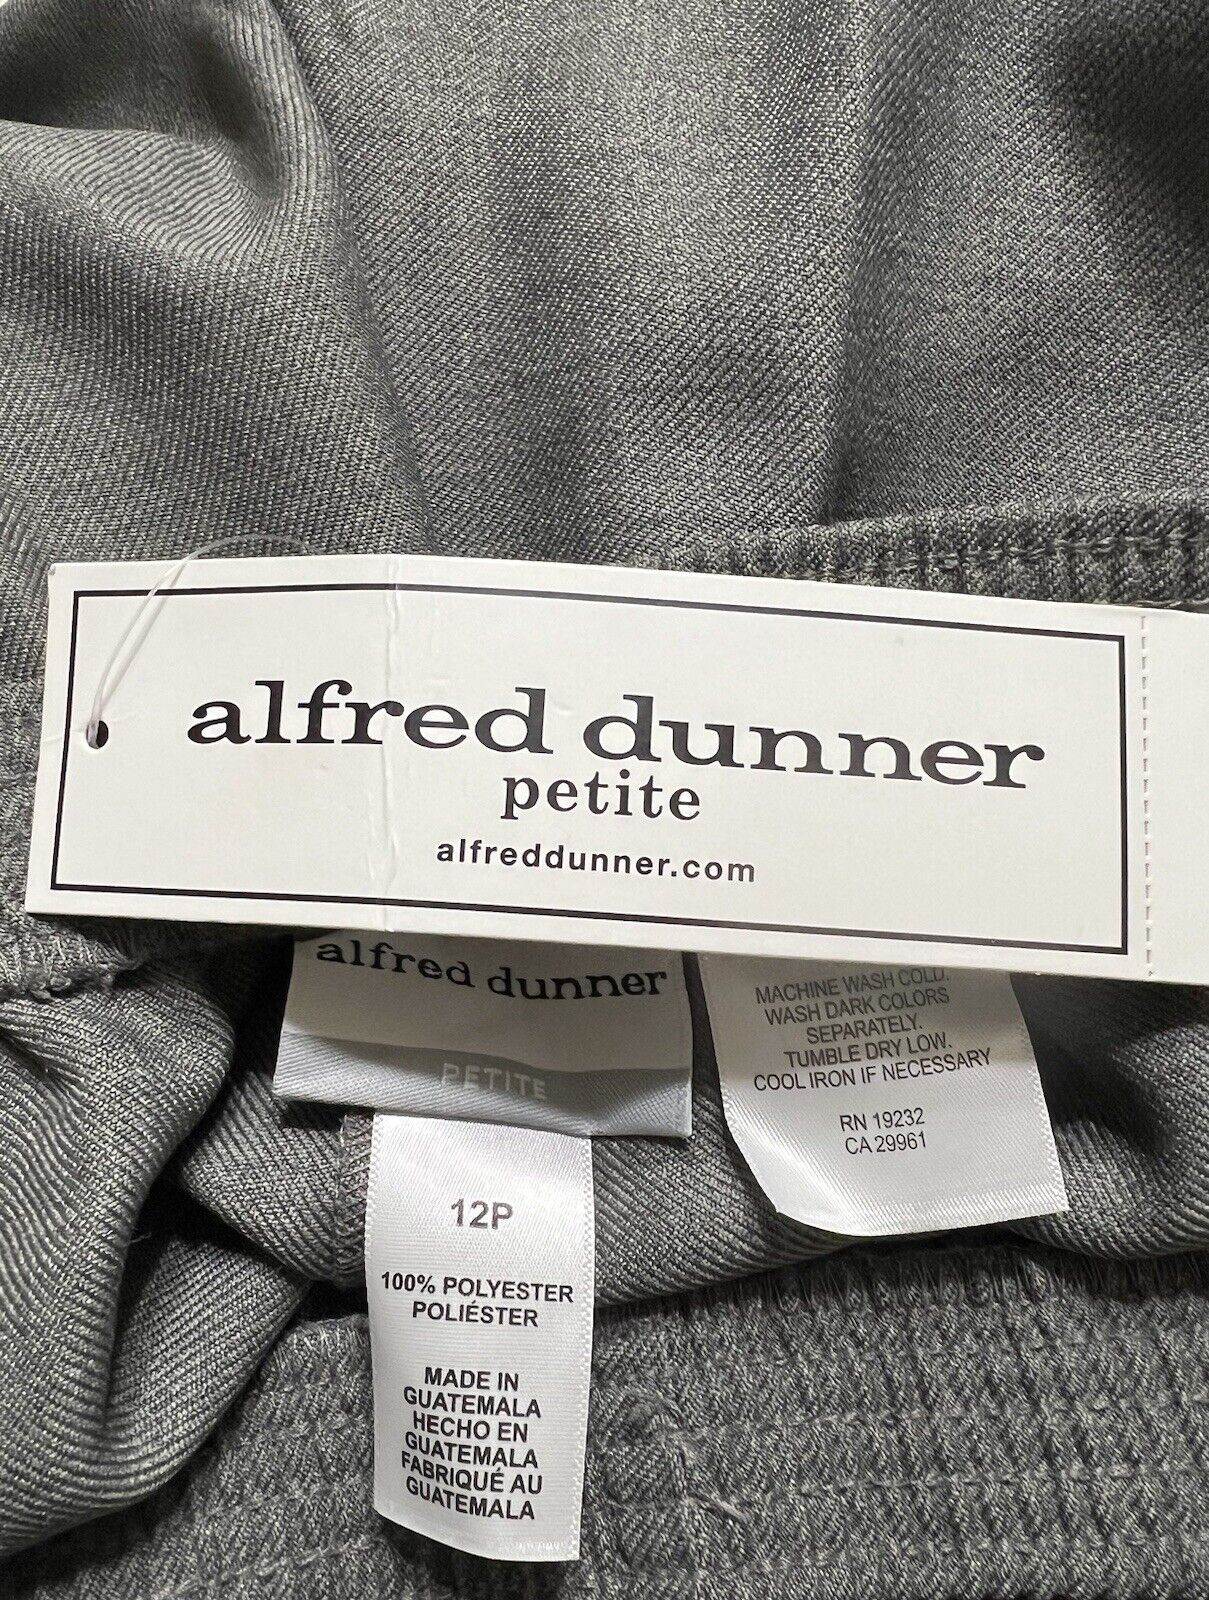 alfred dunner
petite
alfreddunner.com
alfred dunner
PETITE
12P
100% POLYESTER
POLIÉSTER
MADE IN
GUATEMALA
HECHO EN
GUATEMALA
FABRIQUÉ AU
GUATEMALA
MACHINE WASH COLD.
WASH DARK COLORS
SEPARATELY.
TUMBLE DRY LOW.
COOL IRON IF NECESSARY
RN 19232
CA 29961